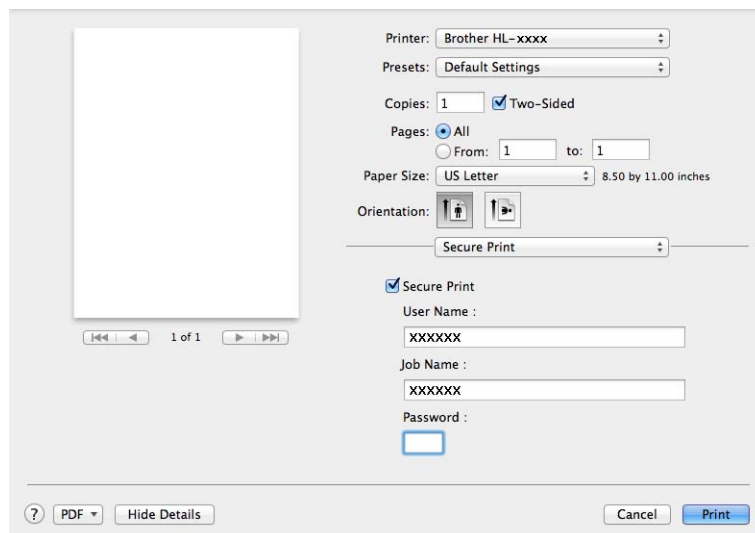 Printer: Brother HL-xxxx
Presets: Default Settings
Copies: 1 Two-Sided
Pages: All
From: 1 to: 1
Paper Size: US Letter 8.50 by 11.00 inches
Orientation:
Secure Print
Secure Print
User Name :
XXXXXX
Job Name :
XXXXXX
Password :
1 of 1
? PDF Hide Details Cancel Print